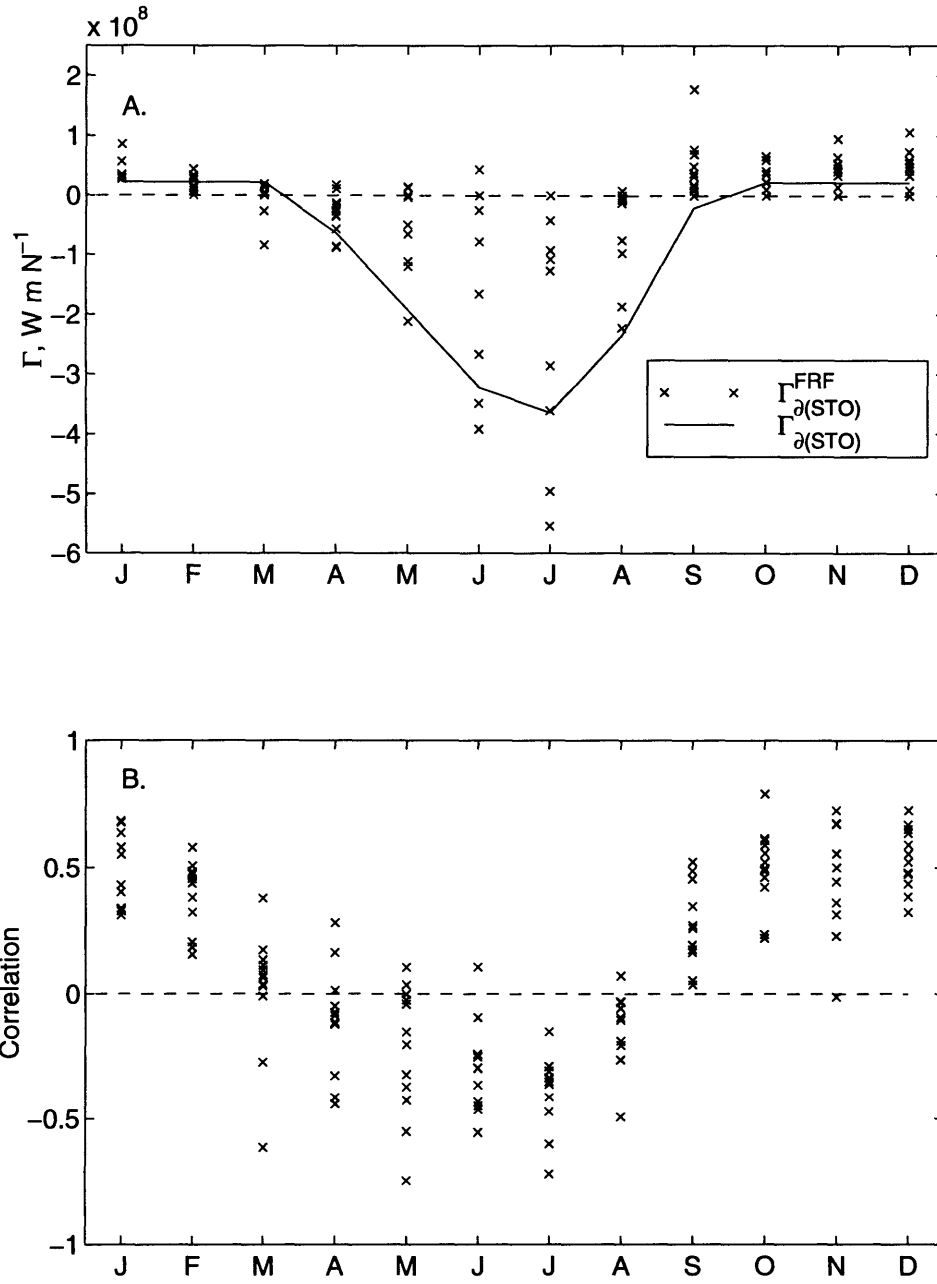 x 10^8
A.
2
1
0
−1
−2
−3
−4
−5
−6
Γ, W m N^−1
Γ^FRF_∂(STO)
Γ_∂(STO)
J F M A M J J A S O N D
B.
1
0.5
0
−0.5
−1
Correlation
J F M A M J J A S O N D